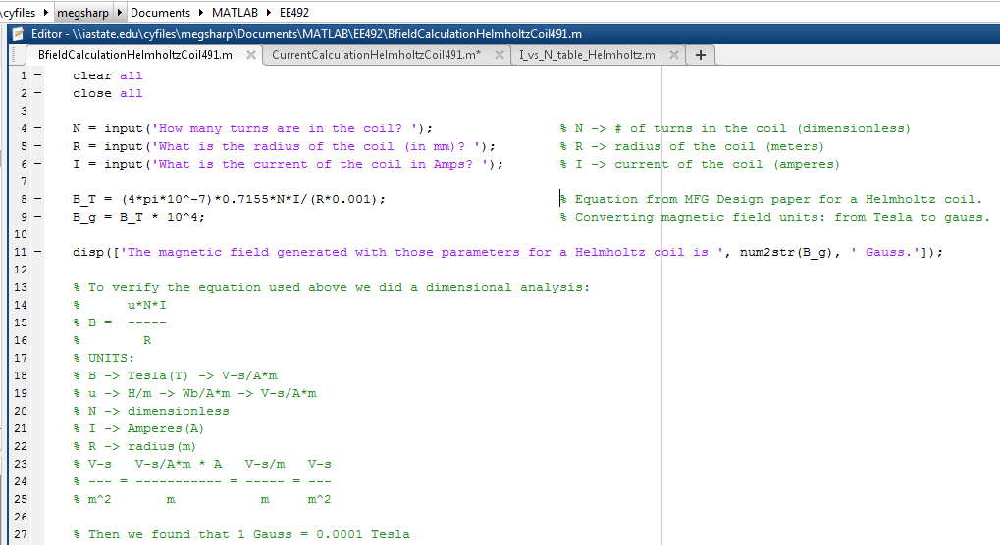 cyfiles ▸ megsharp ▸ Documents ▸ MATLAB ▸ EE492
Editor - \\iastate.edu\cyfiles\megsharp\Documents\MATLAB\EE492\BfieldCalculationHelmholtzCoil491.m
BfieldCalculationHelmholtzCoil491.m × CurrentCalculationHelmholtzCoil491.m* × I_vs_N_table_Helmholtz.m × +
1 - clear all
2 - close all
3
4 - N = input('How many turns are in the coil? '); % N -> # of turns in the coil (dimensionless)
5 - R = input('What is the radius of the coil (in mm)? '); % R -> radius of the coil (meters)
6 - I = input('What is the current of the coil in Amps? '); % I -> current of the coil (amperes)
7
8 - B_T = (4*pi*10^-7)*0.7155*N*I/(R*0.001); % Equation from MFG Design paper for a Helmholtz coil.
9 - B_g = B_T * 10^4; % Converting magnetic field units: from Tesla to gauss.
10
11 - disp(['The magnetic field generated with those parameters for a Helmholtz coil is ', num2str(B_g), ' Gauss.']);
12
13 % To verify the equation used above we did a dimensional analysis:
14 % u*N*I
15 % B = -----
16 % R
17 % UNITS:
18 % B -> Tesla(T) -> V-s/A*m
19 % u -> H/m -> Wb/A*m -> V-s/A*m
20 % N -> dimensionless
21 % I -> Amperes(A)
22 % R -> radius(m)
23 % V-s V-s/A*m * A V-s/m V-s
24 % --- = ----------- = ----- = ---
25 % m^2 m m m^2
26
27 % Then we found that 1 Gauss = 0.0001 Tesla